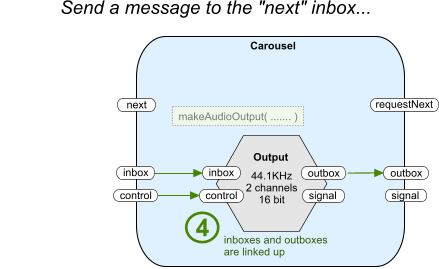 Send a message to the "next" inbox...
Carousel
next
requestNext
makeAudioOutput( ....... )
Output
inbox
inbox
44.1KHz
outbox
outbox
2 channels
control
control
16 bit
signal
signal
4
inboxes and outboxes
are linked up